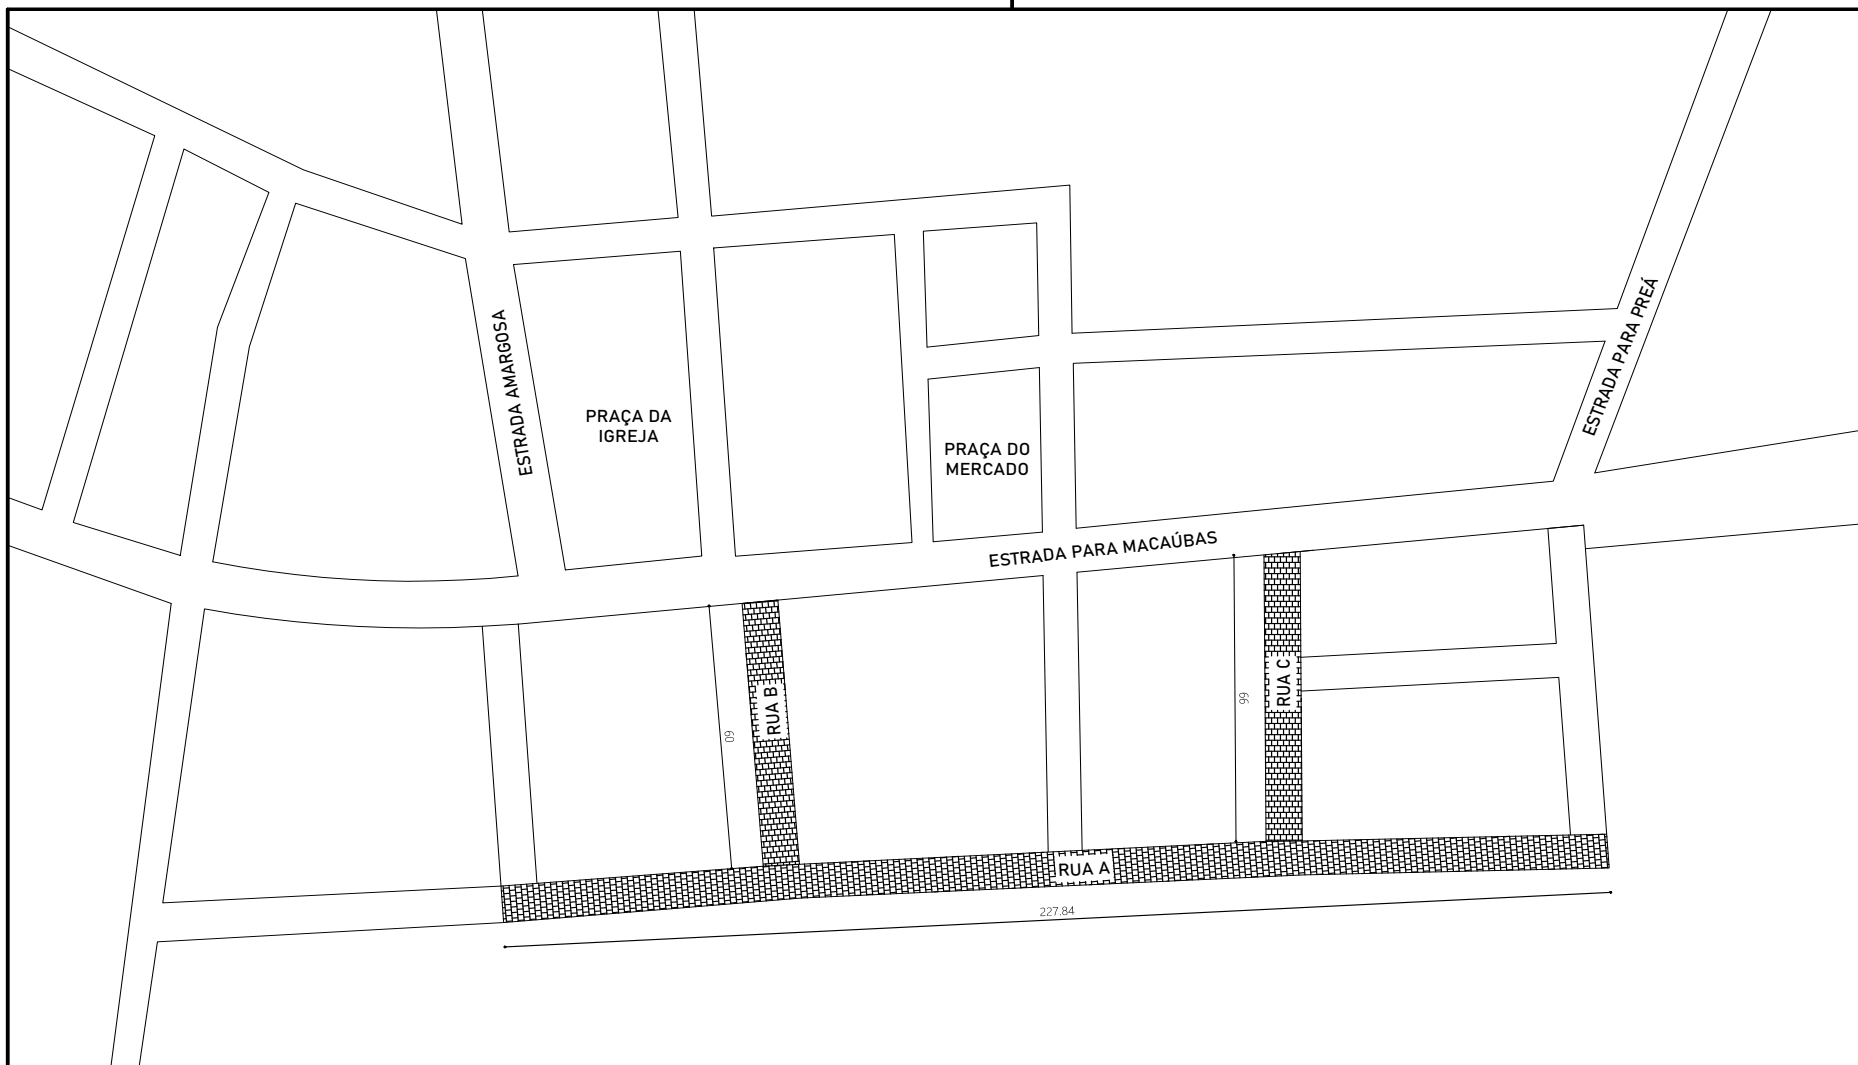 ESTRADA AMARGOSA
PRAÇA DA
IGREJA
PRAÇA DO
MERCADO
ESTRADA PARA PREÁ
ESTRADA PARA MACAÚBAS
RUA B
60
RUA C
66
RUA A
227.84